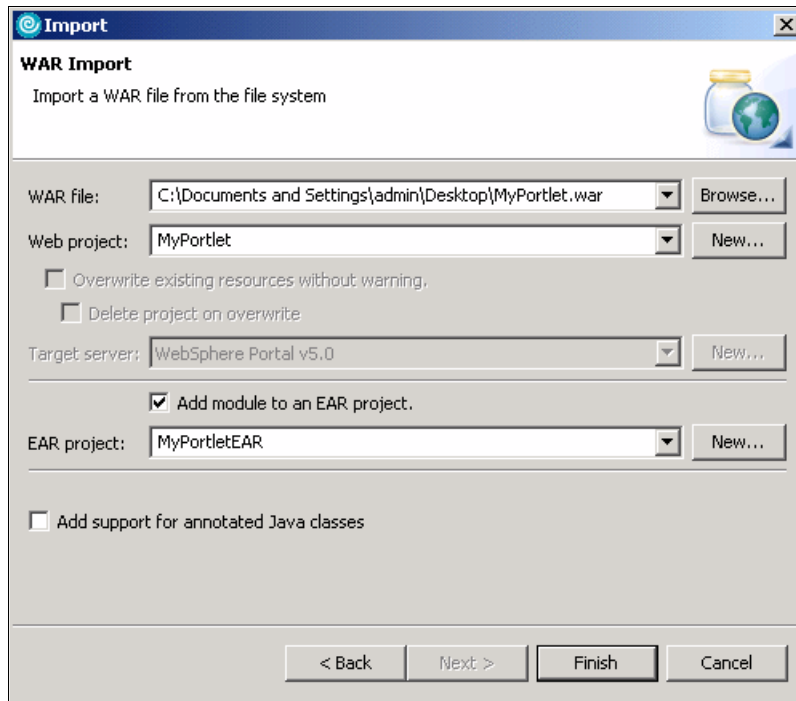 Import
WAR Import
Import a WAR file from the file system
WAR file: C:\Documents and Settings\admin\Desktop\MyPortlet.war Browse...
Web project: MyPortlet New...
Overwrite existing resources without warning.
Delete project on overwrite
Target server: WebSphere Portal v5.0 New...
Add module to an EAR project.
EAR project: MyPortletEAR New...
Add support for annotated Java classes
< Back Next > Finish Cancel